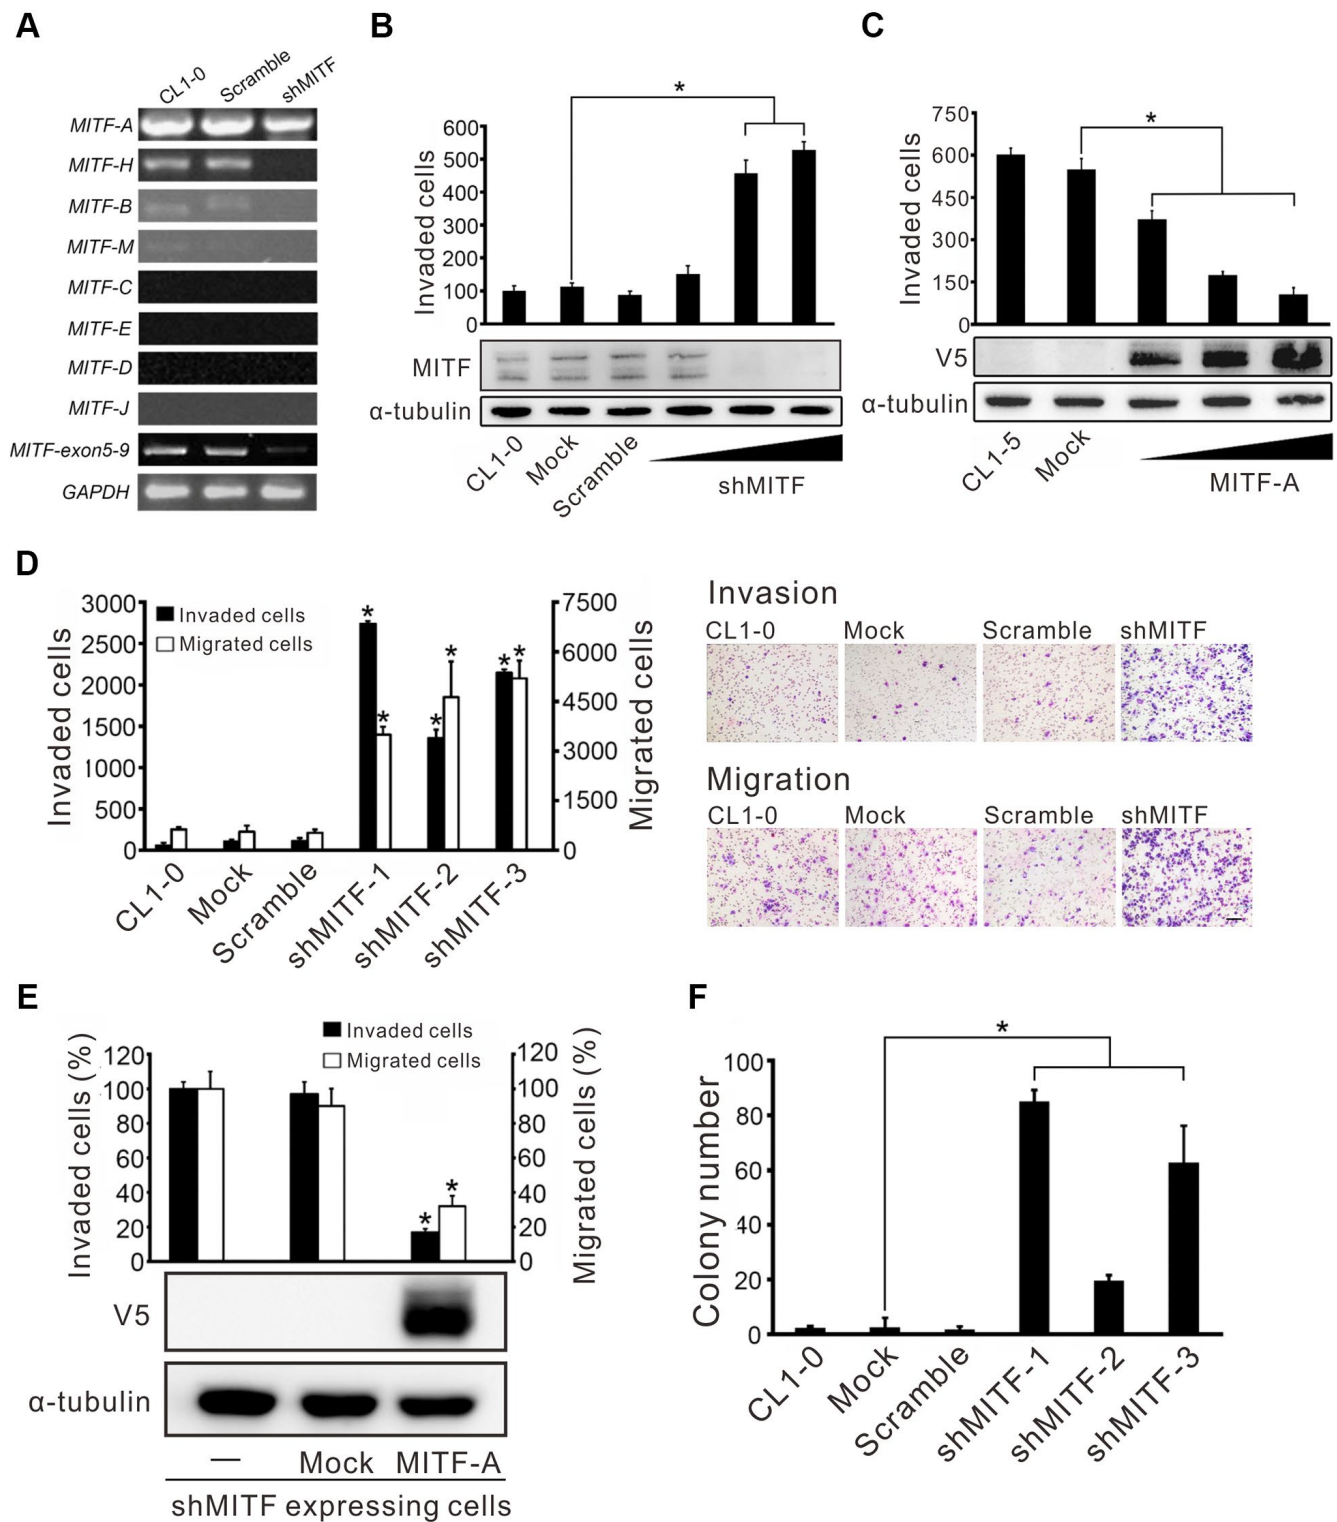 A
CL1-0
Scramble
shMITF
MITF-A
MITF-H
MITF-B
MITF-M
MITF-C
MITF-E
MITF-D
MITF-J
MITF-exon5-9
GAPDH
B
*
Invaded cells
600
500
400
300
200
100
0
MITF
α-tubulin
CL1-0
Mock
Scramble
shMITF
C
*
Invaded cells
750
600
450
300
150
0
V5
α-tubulin
CL1-5
Mock
MITF-A
D
Invaded cells
3000
2500
2000
1500
1000
500
0
Invaded cells
Migrated cells
* * * * * *
7500
6000
4500
3000
1500
0
Migrated cells
CL1-0
Mock
Scramble
shMITF-1
shMITF-2
shMITF-3
Invasion
CL1-0 Mock Scramble shMITF
Migration
CL1-0 Mock Scramble shMITF
E
Invaded cells (%)
120
100
80
60
40
20
0
Invaded cells
Migrated cells
* *
120
100
80
60
40
20
0
Migrated cells (%)
V5
α-tubulin
— Mock MITF-A
shMITF expressing cells
F
*
Colony number
100
80
60
40
20
0
CL1-0
Mock
Scramble
shMITF-1
shMITF-2
shMITF-3